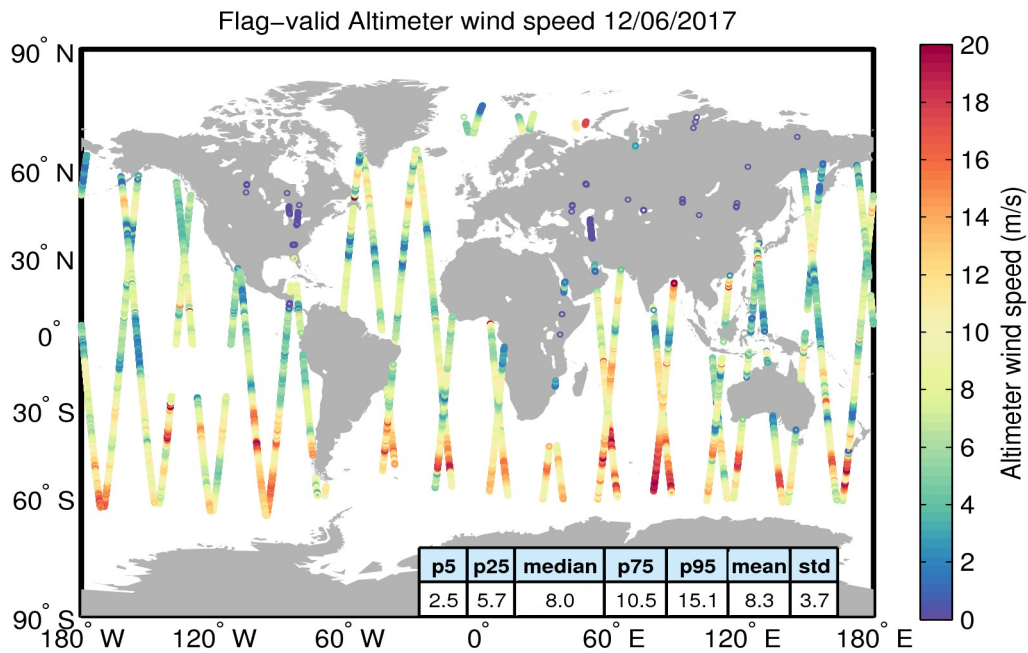 Flag−valid Altimeter wind speed 12/06/2017
90° N
60° N
30° N
0°
30° S
60° S
90° S
180° W
120° W
60° W
0°
60° E
120° E
180° E
p5 p25 median p75 p95 mean std
2.5 5.7 8.0 10.5 15.1 8.3 3.7
20
18
16
14
12
10
8
6
4
2
0
Altimeter wind speed (m/s)